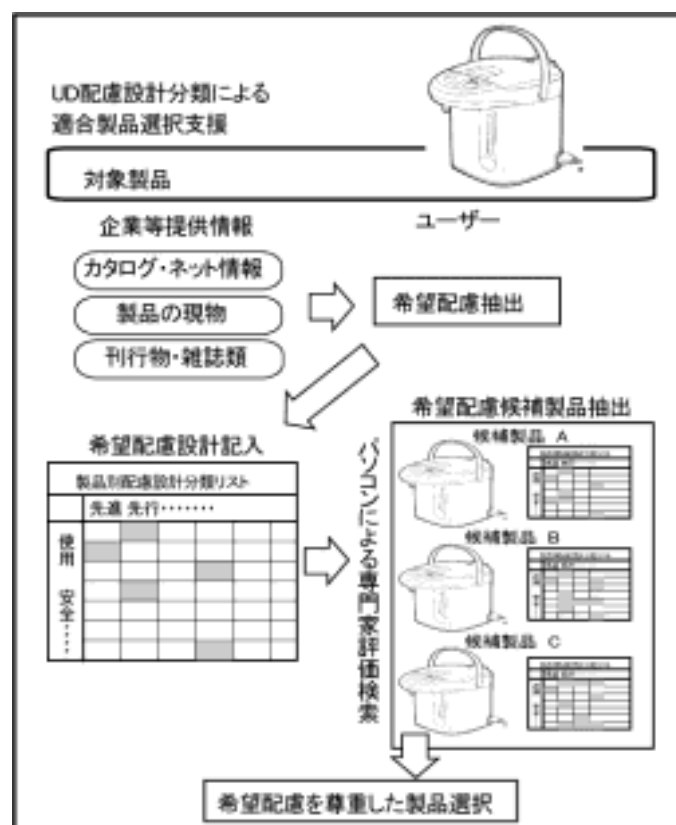 UD配慮設計分類による
適合製品選択支援
対象製品
企業等提供情報
ユーザー
カタログ・ネット情報
製品の現物
刊行物・雑誌類
希望配慮抽出
希望配慮設計記入
製品別配慮設計分類リスト
先進 先行・・・・・・・
使用
安全・・・・
パソコンによる専門家評価検索
希望配慮候補製品抽出
候補製品 A
候補製品 B
候補製品 C
希望配慮を尊重した製品選択